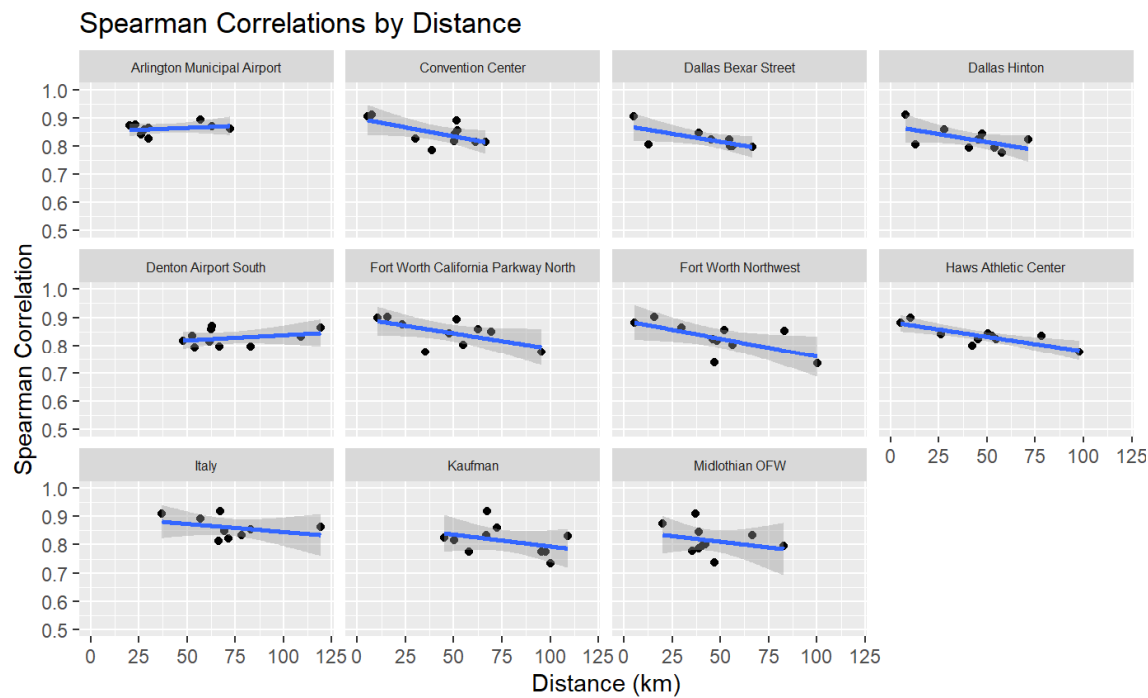 Spearman Correlations by Distance
Arlington Municipal Airport
Convention Center
Dallas Bexar Street
Dallas Hinton
1.0
0.9
0.8
0.7
0.6
0.5
Denton Airport South
Fort Worth California Parkway North
Fort Worth Northwest
Haws Athletic Center
1.0
0.9
0.8
0.7
0.6
0.5
0 25 50 75 100 125
Italy
Kaufman
Midlothian OFW
1.0
0.9
0.8
0.7
0.6
0.5
0 25 50 75 100 125
0 25 50 75 100 125
0 25 50 75 100 125
Spearman Correlation
Distance (km)